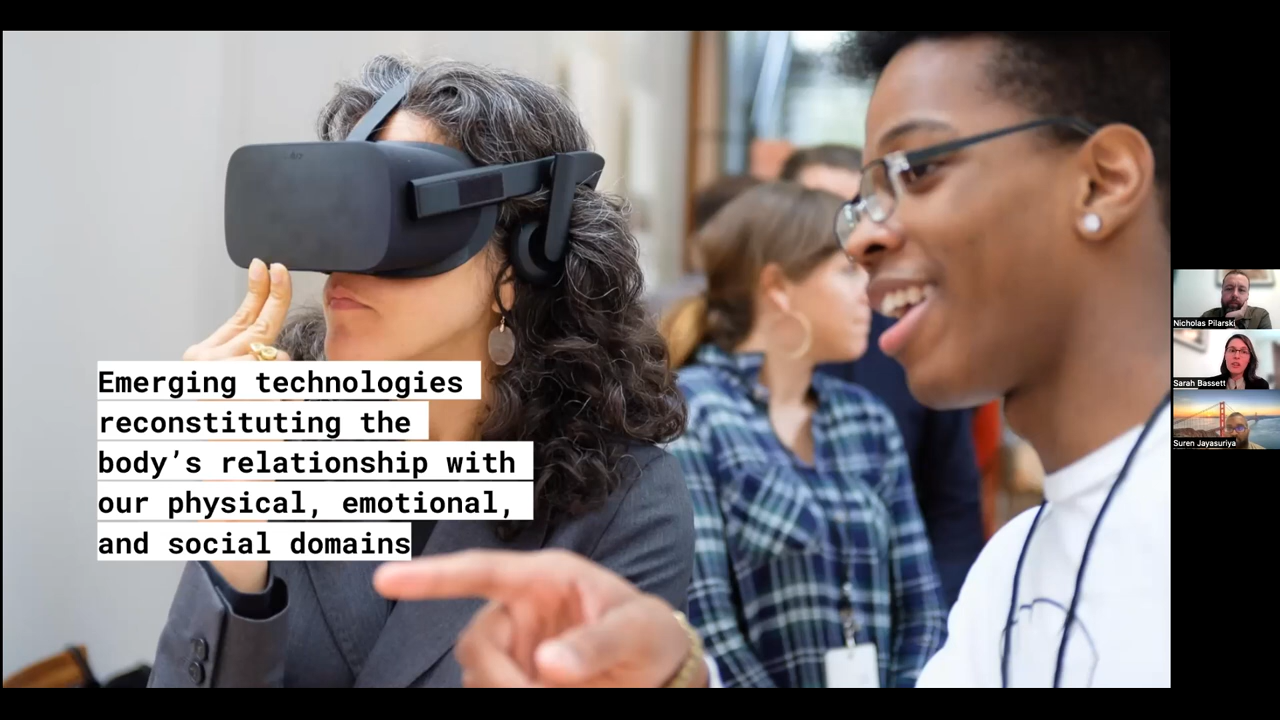 Emerging technologies
reconstituting the
body’s relationship with
our physical, emotional,
and social domains
Nicholas Pilarski
Sarah Bassett
Suren Jayasuriya